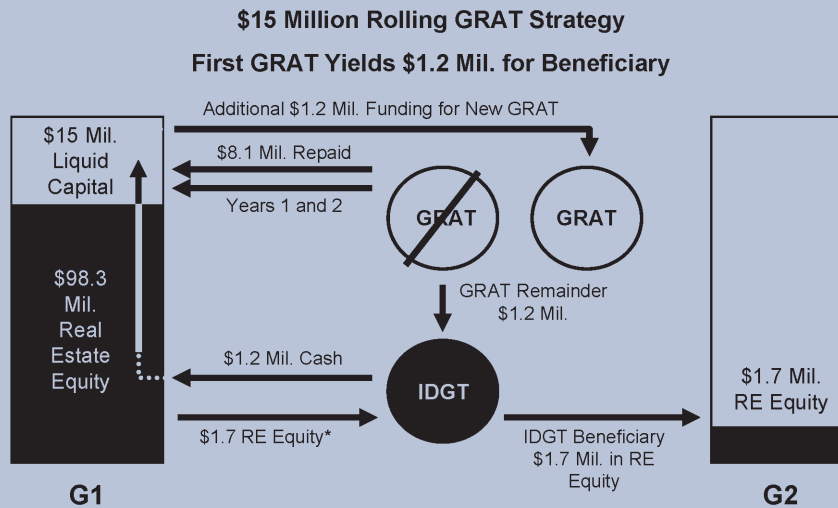 $15 Million Rolling GRAT Strategy
First GRAT Yields $1.2 Mil. for Beneficiary
Additional $1.2 Mil. Funding for New GRAT
$15 Mil.
Liquid
Capital
$8.1 Mil. Repaid
Years 1 and 2
GRAT
GRAT
GRAT Remainder
$1.2 Mil.
$98.3
Mil.
Real
Estate
Equity
$1.2 Mil. Cash
IDGT
$1.7 Mil.
RE Equity
$1.7 RE Equity*
IDGT Beneficiary
$1.7 Mil. in RE
Equity
G1
G2